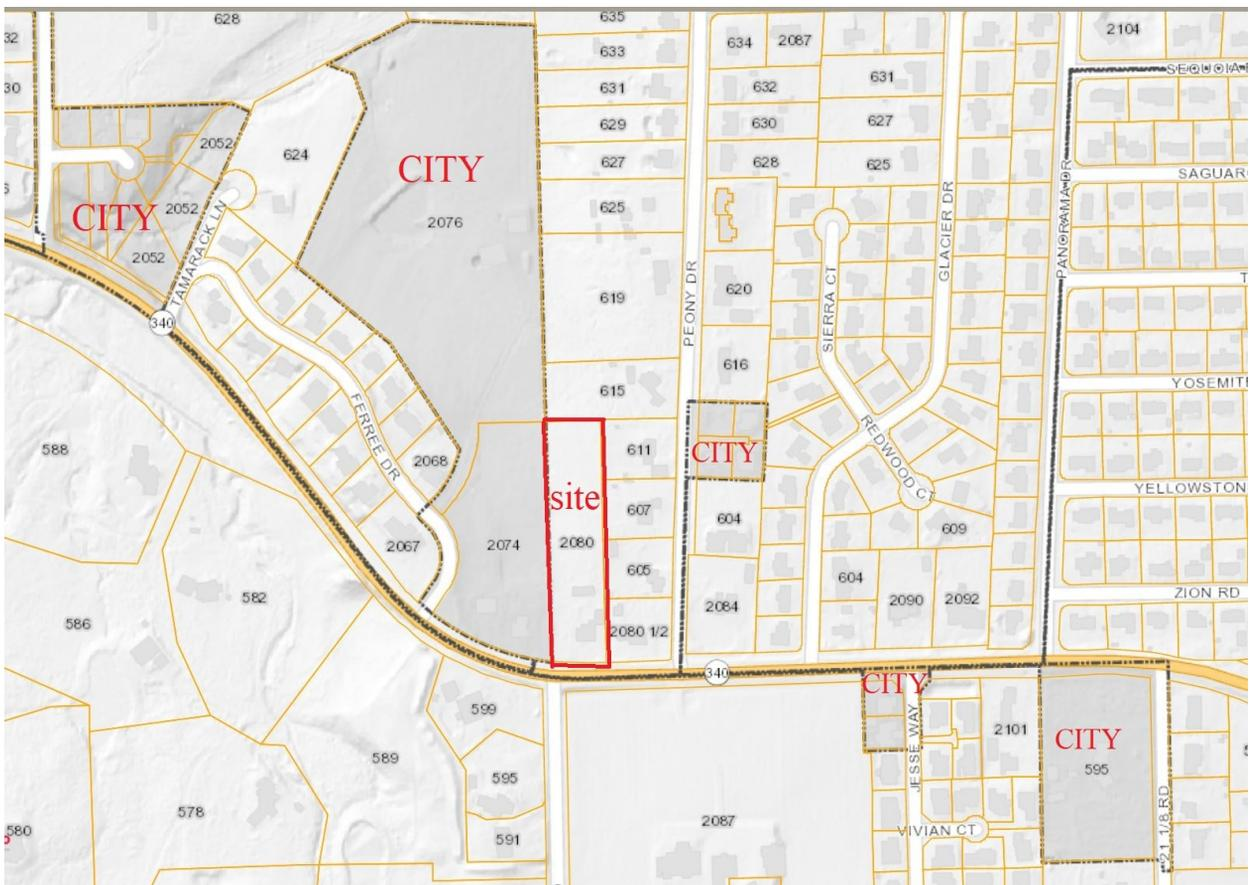 628
635
634
2087
2104
32
633
SEQUOIA
30
631
632
631
629
630
627
2052
624
627
628
625
CITY
SAGUARO
CITY
2052
625
2076
2052
TAMARACK LN
PEONY DR
SIERRA CT
GLACIER DR
PANORAMA DR
619
620
340
616
615
YOSEMITE
FERREE DR
REDWOOD CT
588
2068
611
CITY
YELLOWSTON
site
607
604
609
2067
2074
2080
605
604
582
2084
2090
2092
ZION RD
586
2080 1/2
340
CITY
599
2101
CITY
JESSE WAY
589
595
595
578
2087
580
591
VIVIAN CT
21 1/8 RD